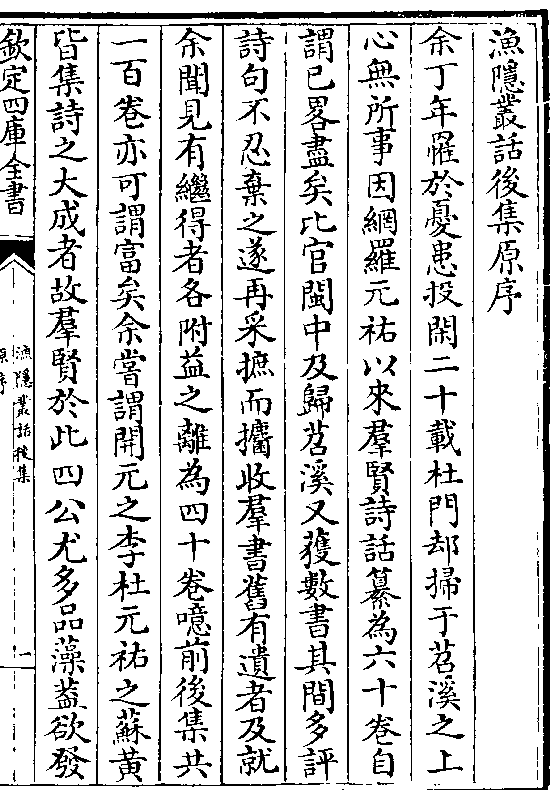 漁隱叢話後集原序
余丁年罹於憂患投閑二十載杜門却掃于苕溪之上
心無所事因網羅元祐以來羣賢詩話纂為六十卷自
謂已畧盡矣比官閩中及歸苕溪又獲數書其間多評
詩句不忍棄之遂再采摭而攟收羣書舊有遺者及就
余聞見有繼得者各附益之離為四十卷噫前後集共
一百卷亦可謂富矣余嘗謂開元之李杜元祐之蘇黃
皆集詩之大成者故羣賢於此四公尤多品藻葢欲發
欽定四庫全書
漁隱叢話後集
原序
一